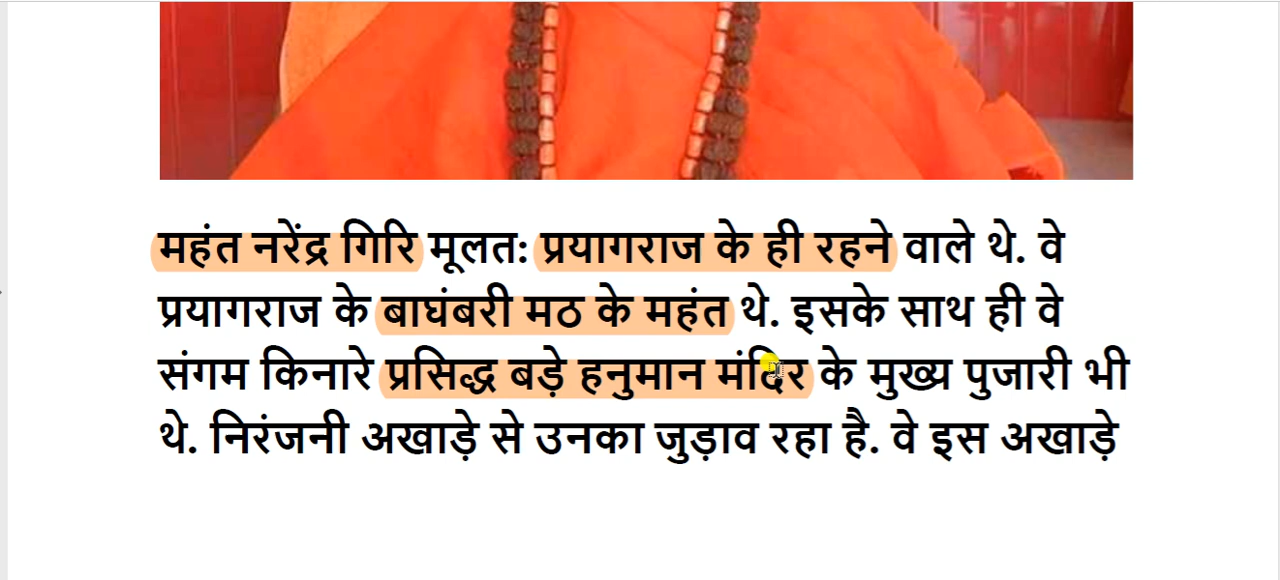 महंत नरेंद्र गिरि मूलत: प्रयागराज के ही रहने वाले थे. वे
प्रयागराज के बाघंबरी मठ के महंत थे. इसके साथ ही वे
संगम किनारे प्रसिद्ध बड़े हनुमान मंदिर के मुख्य पुजारी भी
थे. निरंजनी अखाड़े से उनका जुड़ाव रहा है. वे इस अखाड़े